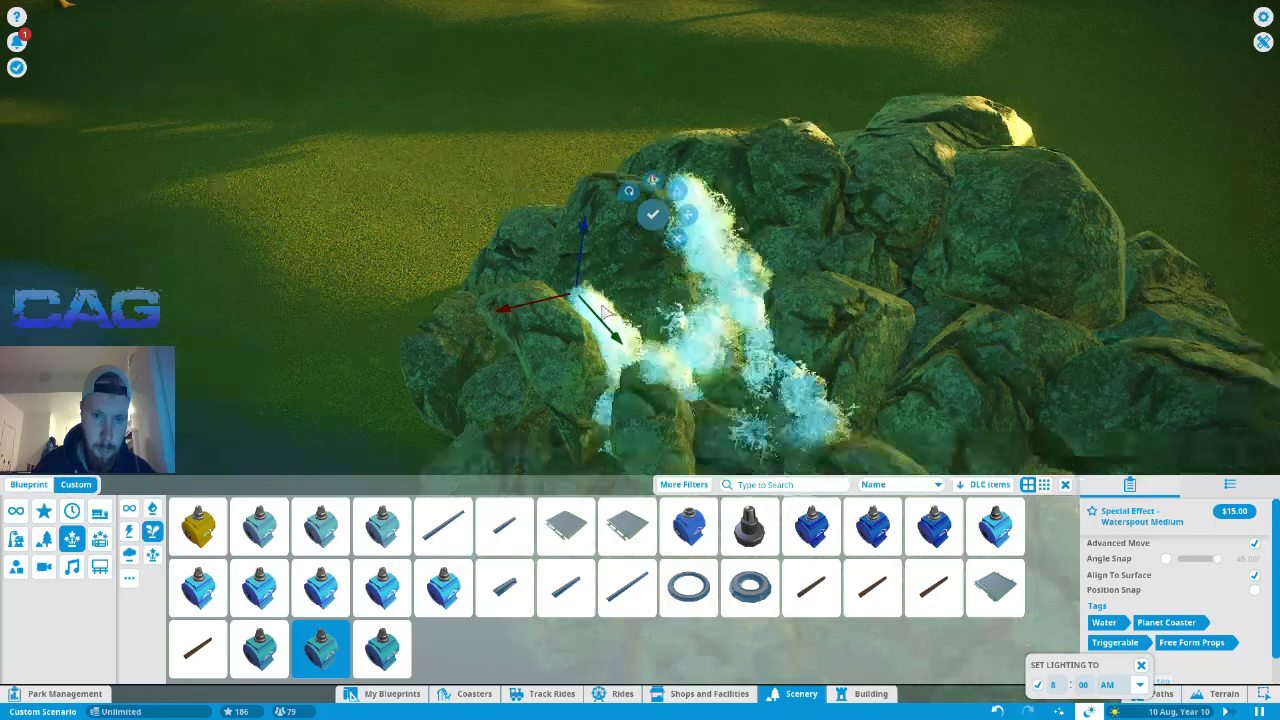 ?
1
CAG
Blueprint
Custom
More Filters
Type to Search
Name
DLC items
Special Effect - Waterspout Medium
$15.00
Advanced Move
Angle Snap
45.00°
Align To Surface
Position Snap
Tags
Water
Planet Coaster
Triggerable
Free Form Props
SET LIGHTING TO
8 : 00 AM
Park Management
My Blueprints
Coasters
Track Rides
Rides
Shops and Facilities
Scenery
Building
Paths
Terrain
Custom Scenario
Unlimited
186
79
10 Aug, Year 10